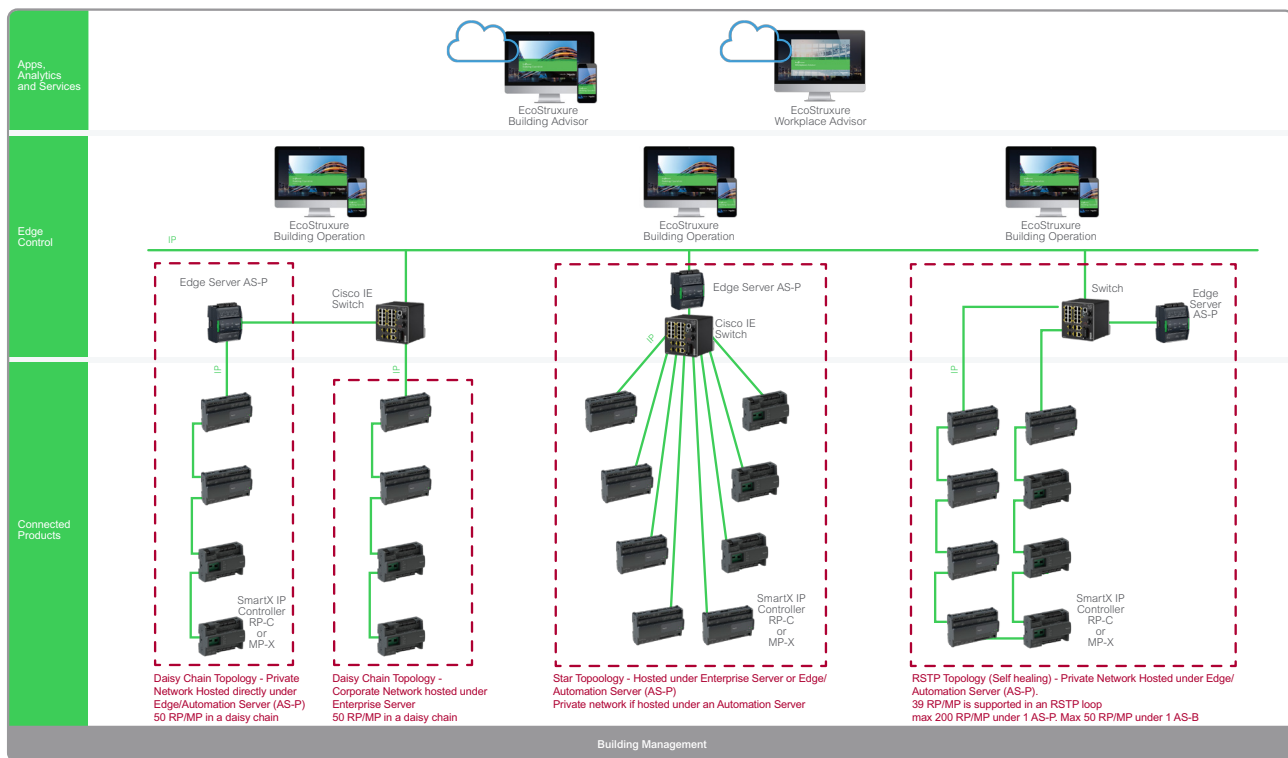 Apps,
Analytics
and Services
EcoStruxure
Building Advisor
EcoStruxure
Workplace Advisor
Edge
Control
EcoStruxure
Building Operation
EcoStruxure
Building Operation
EcoStruxure
Building Operation
IP
Edge Server AS-P
Cisco IE
Switch
Edge Server AS-P
Cisco IE
Switch
Switch
Edge
Server
AS-P
IP
IP
IP
IP
Connected
Products
SmartX IP
Controller
RP-C
or
MP-X
SmartX IP
Controller
RP-C
or
MP-X
SmartX IP
Controller
RP-C
or
MP-X
Daisy Chain Topology - Private
Network Hosted directly under
Edge/Automation Server (AS-P)
50 RP/MP in a daisy chain
Daisy Chain Topology -
Corporate Network hosted under
Enterprise Server
50 RP/MP in a daisy chain
Star Topoology - Hosted under Enterprise Server or Edge/
Automation Server (AS-P)
Private network if hosted under an Automation Server
RSTP Topology (Self healing) - Private Network Hosted under Edge/
Automation Server (AS-P).
39 RP/MP is supported in an RSTP loop
max 200 RP/MP under 1 AS-P. Max 50 RP/MP under 1 AS-B
Building Management